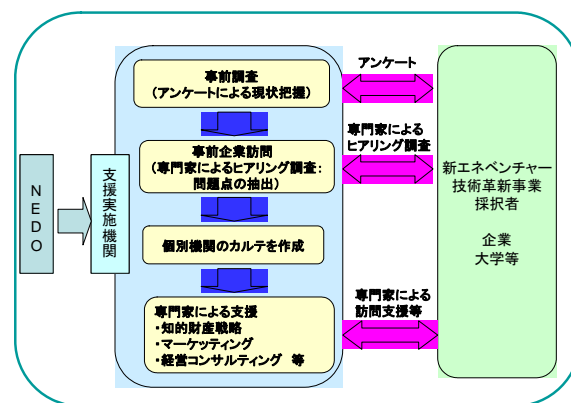 NEDO
支援実施機関
事前調査
(アンケートによる現状把握)
事前企業訪問
(専門家によるヒアリング調査:
問題点の抽出)
個別機関のカルテを作成
専門家による支援
・知的財産戦略
・マーケッティング
・経営コンサルティング 等
アンケート
専門家による
ヒアリング調査
専門家による
訪問支援等
新エネベンチャー
技術革新事業
採択者
企業
大学等